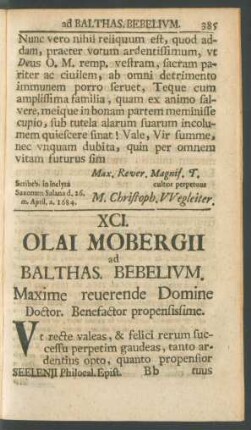 ad BALTHAS. BEBELIVM. 385
Nunc vero nihil reliquum est, quod ad-
dam, praeter votum ardentissimum, vt
Deus O. M. remp. vestram, sacram pa-
riter ac ciuilem, ab omni detrimento
immunem porro seruet, Teque cum
amplissima familia, quam ex animo sal-
vere, meique in bonam partem meminisse
cupio, sub tutela alarum suarum incolu-
mem quiescere sinat! Vale, Vir summe,
nec vnquam dubita, quin per omnem
vitam futurus sim
Max. Rever. Magnif. T.
Scribeb. in inclyta cultor perpetuus
Saxonum Salana d. 26.
m. April. a. 1684. M. Christoph. VVegleiter.
XCI.
OLAI MOBERGII
ad
BALTHAS. BEBELIVM.
Maxime reuerende Domine
Doctor. Benefactor propensissime.
Vt recte valeas, & felici rerum suc-
cessu perpetim gaudeas, tanto ar-
dentius opto, quanto propensior
SEELENJI Philocal. Epist. Bb tuus